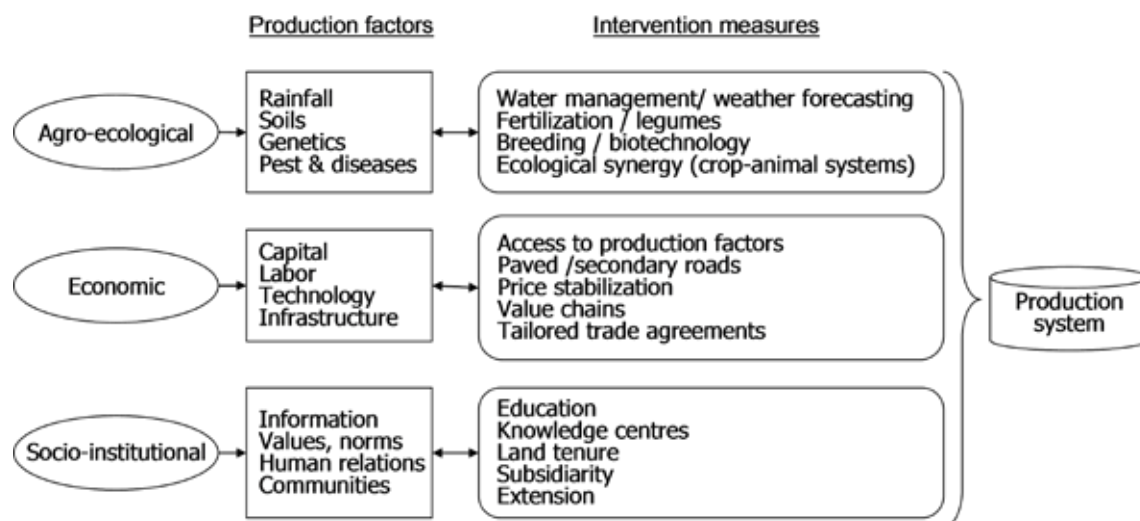 Production factors
Intervention measures
Agro-ecological
Rainfall
Soils
Genetics
Pest & diseases
Water management/ weather forecasting
Fertilization / legumes
Breeding / biotechnology
Ecological synergy (crop-animal systems)
Economic
Capital
Labor
Technology
Infrastructure
Access to production factors
Paved /secondary roads
Price stabilization
Value chains
Tailored trade agreements
Production
system
Socio-institutional
Information
Values, norms
Human relations
Communities
Education
Knowledge centres
Land tenure
Subsidiarity
Extension